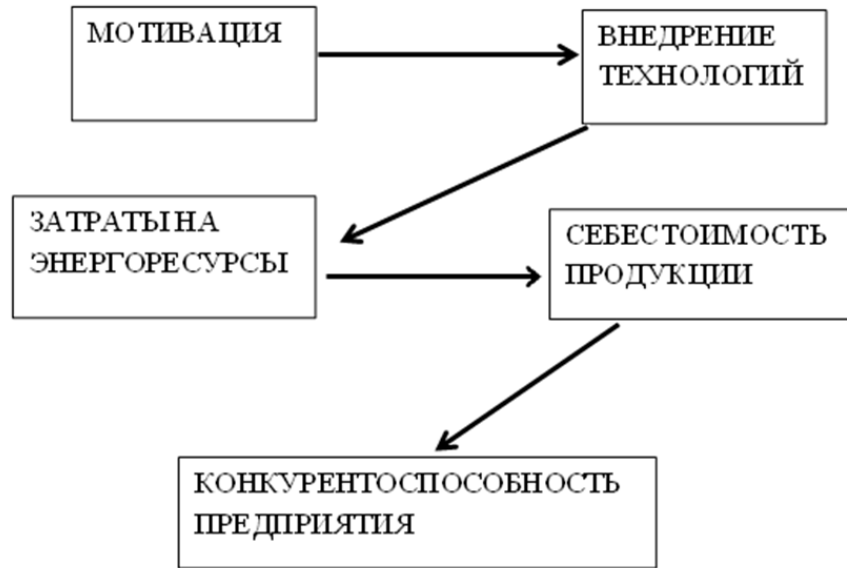 МОТИВАЦИЯ
ВНЕДРЕНИЕ
ТЕХНОЛОГИЙ
ЗАТРАТЫ НА
ЭНЕРГОРЕСУРСЫ
СЕБЕСТОИМОСТЬ
ПРОДУКЦИИ
КОНКУРЕНТОСПОСОБНОСТЬ
ПРЕДПРИЯТИЯ